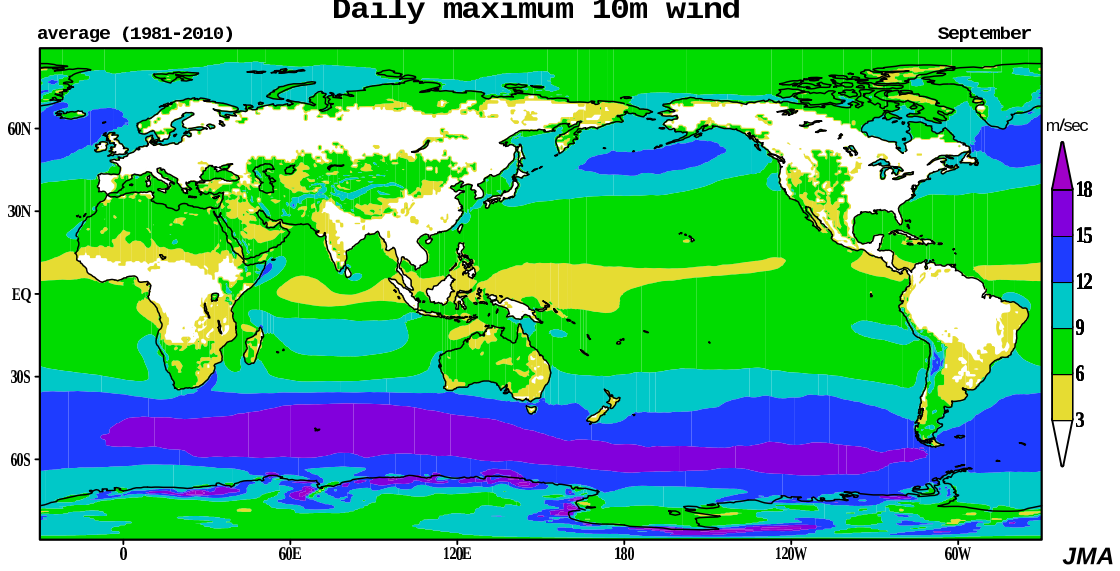 Daily maximum 10m wind
average (1981-2010) September
m/sec
18
15
12
9
6
3
60N
30N
EQ
30S
60S
0 60E 120E 180 120W 60W
JMA